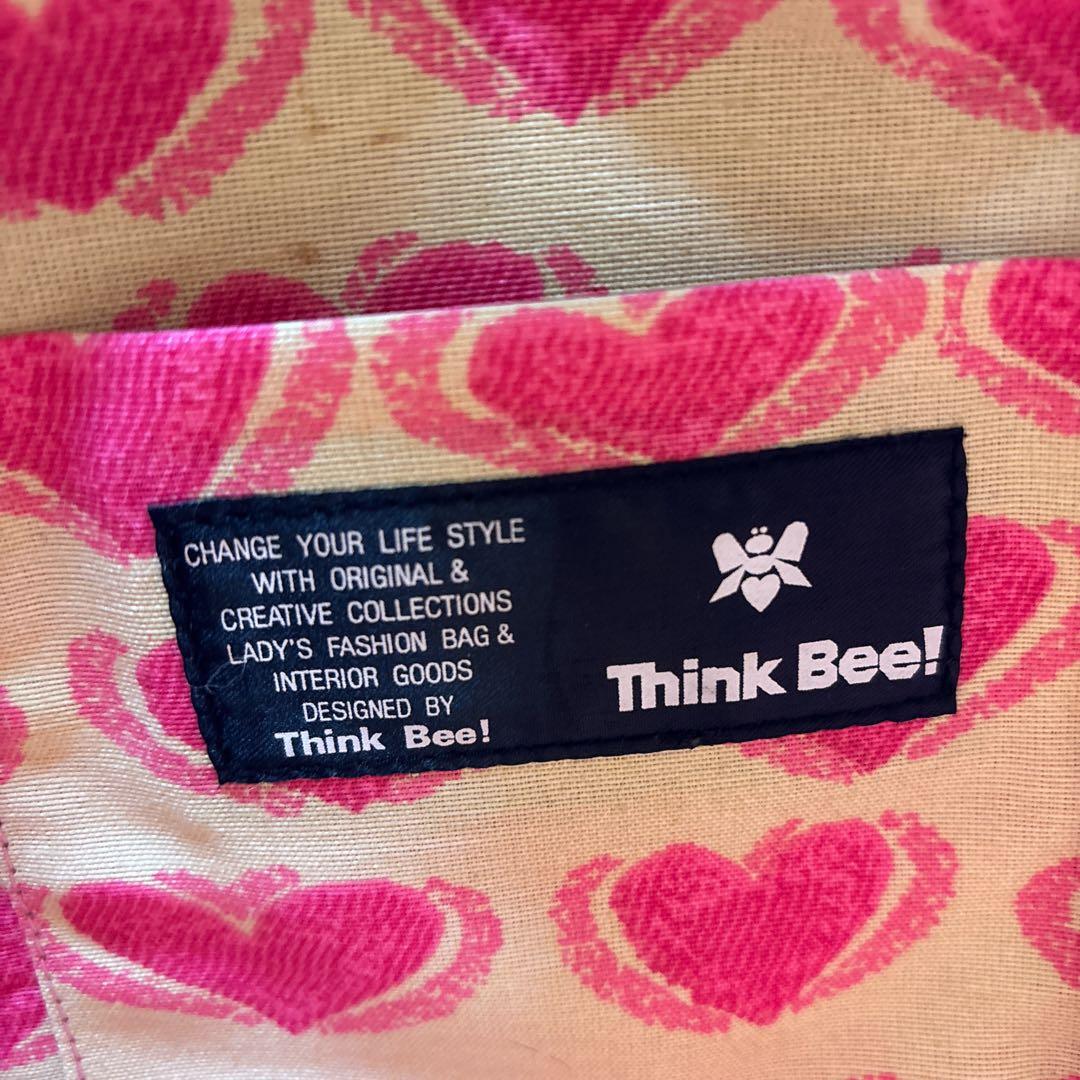 CHANGE YOUR LIFE STYLE
WITH ORIGINAL &
CREATIVE COLLECTIONS
LADY'S FASHION BAG &
INTERIOR GOODS
DESIGNED BY
Think Bee!
Think Bee!